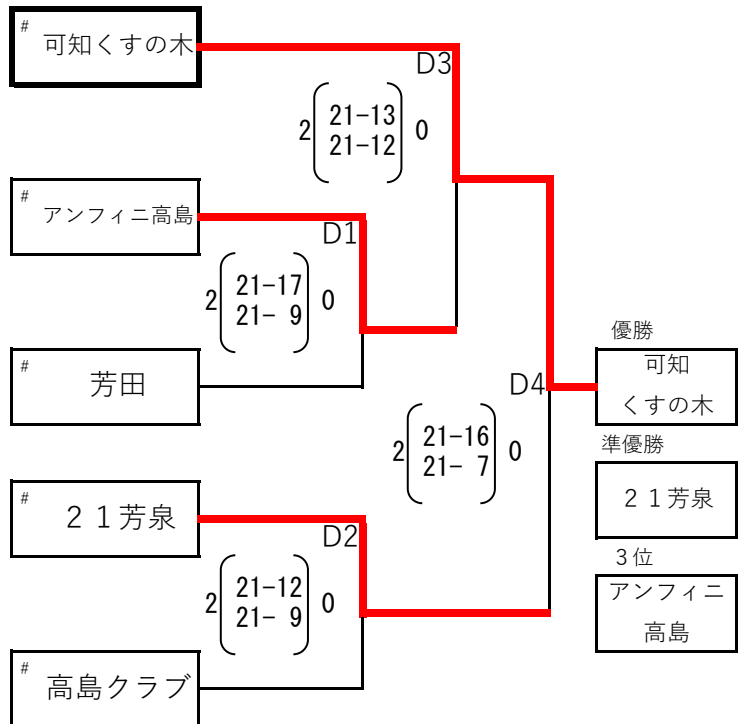 #
可知くすの木
D3
2 21-13 0
21-12
#
アンフィニ高島
D1
2 21-17 0
21- 9
#
芳田
D4
2 21-16 0
21- 7
#
２１芳泉
D2
2 21-12 0
21- 9
#
高島クラブ
優勝
可知
くすの木
準優勝
２１芳泉
３位
アンフィニ
高島